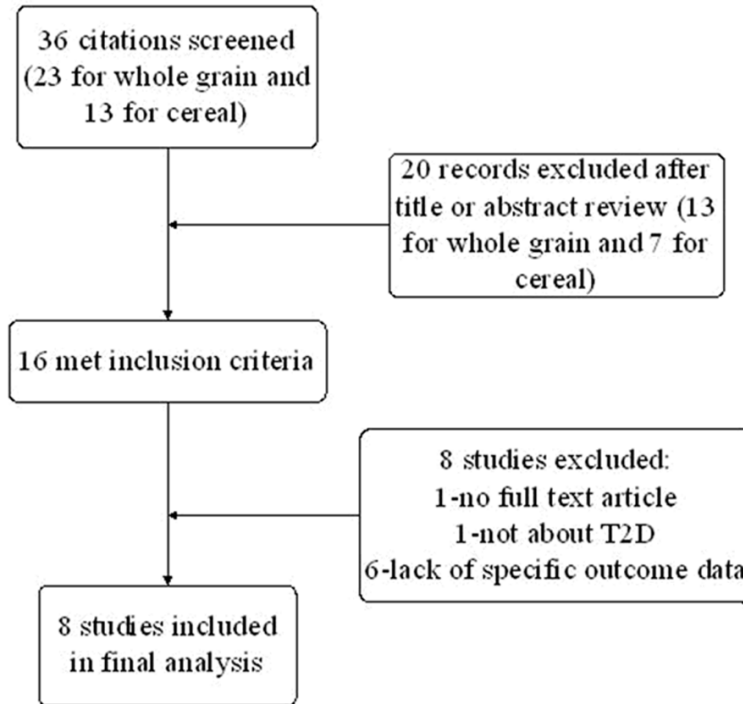 36 citations screened
(23 for whole grain and
13 for cereal)
20 records excluded after
title or abstract review (13
for whole grain and 7 for
cereal)
16 met inclusion criteria
8 studies excluded:
1-no full text article
1-not about T2D
6-lack of specific outcome data
8 studies included
in final analysis